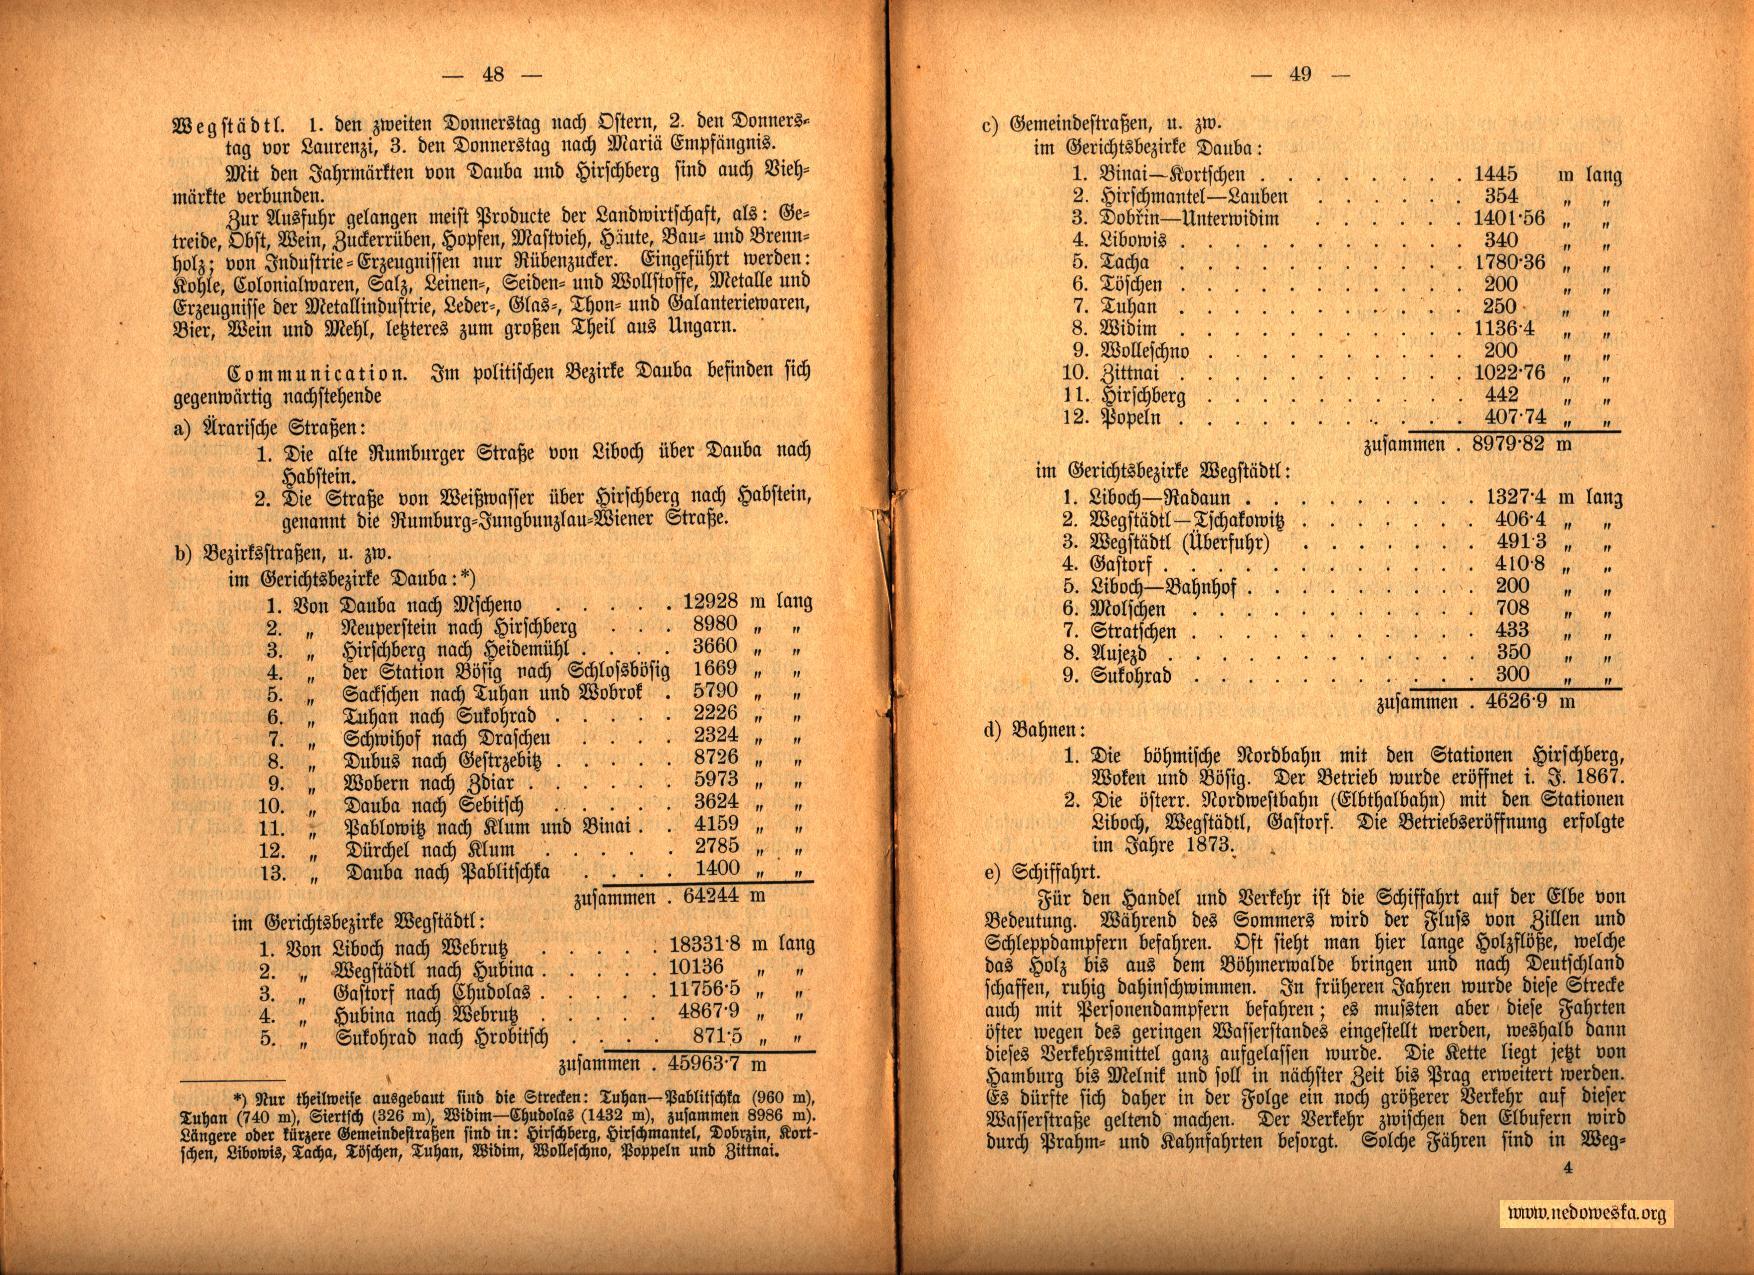 — 48 —
Wegstädtl. 1. den zweiten Donnerstag nach Ostern, 2. den Donners-
tag vor Laurenzi, 3. den Donnerstag nach Mariä Empfängnis.
Mit den Jahrmärkten von Dauba und Hirschberg sind auch Vieh-
märkte verbunden.
Zur Ausfuhr gelangen meist Producte der Landwirtschaft, als: Ge-
treide, Obst, Wein, Zuckerrüben, Hopfen, Mastvieh, Häute, Bau- und Brenn-
holz; von Industrie-Erzeugnissen nur Rübenzucker. Eingeführt werden:
Kohle, Colonialwaren, Salz, Leinen-, Seiden- und Wollstoffe, Metalle und
Erzeugnisse der Metallindustrie, Leder-, Glas-, Thon- und Galanteriewaren,
Bier, Wein und Mehl, letzteres zum großen Theil aus Ungarn.
Communication. Im politischen Bezirke Dauba befinden sich
gegenwärtig nachstehende
a) Ärarische Straßen:
1. Die alte Rumburger Straße von Liboch über Dauba nach
Habstein.
2. Die Straße von Weißwasser über Hirschberg nach Habstein,
genannt die Rumburg-Jungbunzlau-Wiener Straße.
b) Bezirksstraßen, u. zw.
im Gerichtsbezirke Dauba:*)
1. Von Dauba nach Mscheno . . . . . 12928 m lang
2. „ Neuperstein nach Hirschberg . . . 8980 „ „
3. „ Hirschberg nach Heidemühl . . . . 3660 „ „
4. „ der Station Bösig nach Schlossbösig 1669 „ „
5. „ Sackschen nach Tuhan und Wobrok . 5790 „ „
6. „ Tuhan nach Sukohrad . . . . . 2226 „ „
7. „ Schwihof nach Draschen . . . . 2324 „ „
8. „ Dubus nach Gestrzebitz . . . . . 8726 „ „
9. „ Wobern nach Zdiar . . . . . . 5973 „ „
10. „ Dauba nach Sebitsch . . . . . 3624 „ „
11. „ Pablowitz nach Klum und Binai . . 4159 „ „
12. „ Dürchel nach Klum . . . . . 2785 „ „
13. „ Dauba nach Pablitschka . . . . 1400 „ „
zusammen . 64244 m
im Gerichtsbezirke Wegstädtl:
1. Von Liboch nach Webrutz . . . . . 18331·8 m lang
2. „ Wegstädtl nach Hubina . . . . . 10136 „ „
3. „ Gastorf nach Chudolas . . . . . 11756·5 „ „
4. „ Hubina nach Webrutz . . . . . 4867·9 „ „
5. „ Sukohrad nach Hrobitsch . . . . 871·5 „ „
zusammen . 45963·7 m
*) Nur theilweise ausgebaut sind die Strecken: Tuhan—Pablitschka (960 m),
Tuhan (740 m), Siertsch (326 m), Widim—Chudolas (1432 m), zusammen 8986 m).
Längere oder kürzere Gemeindestraßen sind in: Hirschberg, Hirschmantel, Dobrzin, Kort-
schen, Libowis, Tacha, Töschen, Tuhan, Widim, Wolleschno, Poppeln und Zittnai.
— 49 —
c) Gemeindestraßen, u. zw.
im Gerichtsbezirke Dauba:
1. Binai—Kortschen . . . . . . . . 1445 m lang
2. Hirschmantel—Lauben . . . . . . 354 „ „
3. Dobřin—Unterwidim . . . . . . 1401·56 „ „
4. Libowis . . . . . . . . . . . 340 „ „
5. Tacha . . . . . . . . . . . 1780·36 „ „
6. Töschen . . . . . . . . . . . 200 „ „
7. Tuhan . . . . . . . . . . . 250 „ „
8. Widim . . . . . . . . . . . 1136·4 „ „
9. Wolleschno . . . . . . . . . . 200 „ „
10. Zittnai . . . . . . . . . . . 1022·76 „ „
11. Hirschberg . . . . . . . . . . 442 „ „
12. Popeln . . . . . . . . . . . 407·74 „ „
zusammen . 8979·82 m
im Gerichtsbezirke Wegstädtl:
1. Liboch—Radaun . . . . . . . . . 1327·4 m lang
2. Wegstädtl—Tschakowitz . . . . . . . 406·4 „ „
3. Wegstädtl (Überfuhr) . . . . . . . 491·3 „ „
4. Gastorf . . . . . . . . . . . . 410·8 „ „
5. Liboch—Bahnhof . . . . . . . . . 200 „ „
6. Molschen . . . . . . . . . . . 708 „ „
7. Stratschen . . . . . . . . . . . 433 „ „
8. Aujezd . . . . . . . . . . . . 350 „ „
9. Sukohrad . . . . . . . . . . . 300 „ „
zusammen . 4626·9 m
d) Bahnen:
1. Die böhmische Nordbahn mit den Stationen Hirschberg,
Woken und Bösig. Der Betrieb wurde eröffnet i. J. 1867.
2. Die österr. Nordwestbahn (Elbthalbahn) mit den Stationen
Liboch, Wegstädtl, Gastorf. Die Betriebseröffnung erfolgte
im Jahre 1873.
e) Schiffahrt.
Für den Handel und Verkehr ist die Schiffahrt auf der Elbe von
Bedeutung. Während des Sommers wird der Fluss von Zillen und
Schleppdampfern befahren. Oft sieht man hier lange Holzflöße, welche
das Holz bis aus dem Böhmerwalde bringen und nach Deutschland
schaffen, ruhig dahinschwimmen. In früheren Jahren wurde diese Strecke
auch mit Personendampfern befahren; es mussten aber diese Fahrten
öfter wegen des geringen Wasserstandes eingestellt werden, weshalb dann
dieses Verkehrsmittel ganz aufgelassen wurde. Die Kette liegt jetzt von
Hamburg bis Melnik und soll in nächster Zeit bis Prag erweitert werden.
Es dürfte sich daher in der Folge ein noch größerer Verkehr auf dieser
Wasserstraße geltend machen. Der Verkehr zwischen den Elbufern wird
durch Prahm- und Kahnfahrten besorgt. Solche Fähren sind in Weg-
4
www.nedoweska.org